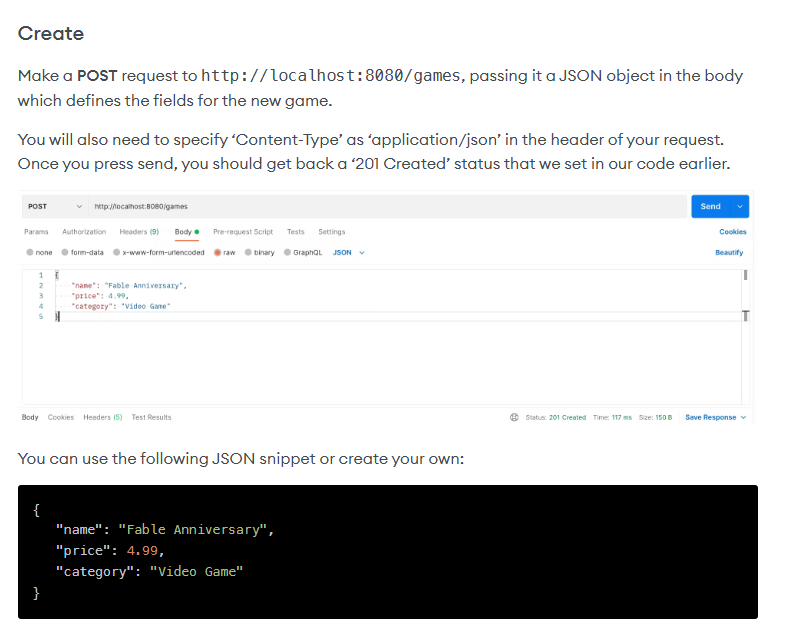 Create
Make a POST request to http://localhost:8080/games, passing it a JSON object in the body
which defines the fields for the new game.
You will also need to specify ‘Content-Type’ as ‘application/json’ in the header of your request.
Once you press send, you should get back a ‘201 Created’ status that we set in our code earlier.
POST http://localhost:8080/games Send
Params Authorization Headers (9) Body Pre-request Script Tests Settings Cookies
none form-data x-www-form-urlencoded raw binary GraphQL JSON Beautify
1 {
2 "name": "Fable Anniversary",
3 "price": 4.99,
4 "category": "Video Game"
5 }
Body Cookies Headers (5) Test Results Status: 201 Created Time: 117 ms Size: 150 B Save Response
You can use the following JSON snippet or create your own:
{
"name": "Fable Anniversary",
"price": 4.99,
"category": "Video Game"
}